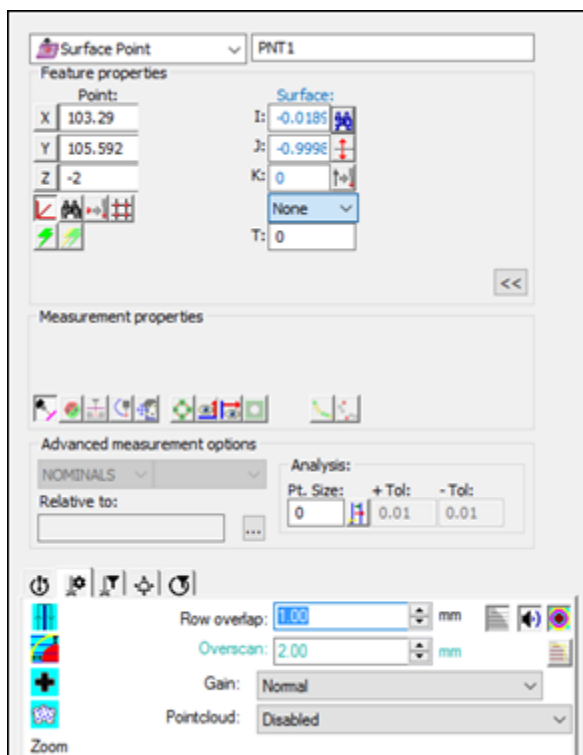 Surface Point PNT1
Feature properties
Point: Surface:
X 103.29 I: -0.0189
Y 105.592 J: -0.9998
Z -2 K: 0
None
T: 0
<<
Measurement properties
Advanced measurement options
NOMINALS
Analysis:
Relative to: Pt. Size: + Tol: - Tol:
0 0.01 0.01
...
Row overlap: 1.00 mm
Overscan: 2.00 mm
Gain: Normal
Pointcloud: Disabled
Zoom